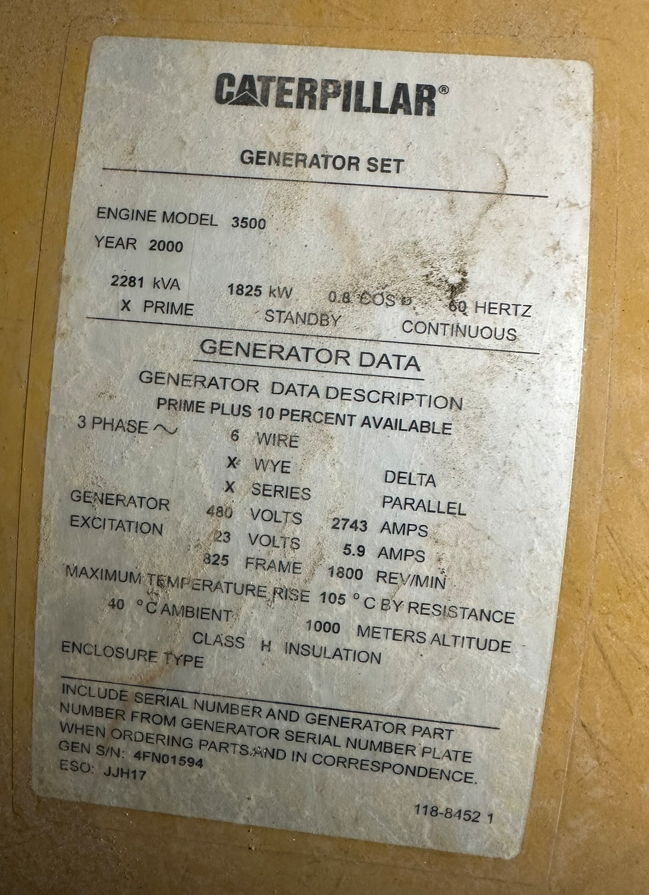 CATERPILLAR®
GENERATOR SET
ENGINE MODEL 3500
YEAR 2000
2281 kVA 1825 kW 0.8 COS 60 HERTZ
X PRIME STANDBY CONTINUOUS
GENERATOR DATA
GENERATOR DATA DESCRIPTION
PRIME PLUS 10 PERCENT AVAILABLE
3 PHASE ~ 6 WIRE
X WYE DELTA
X SERIES PARALLEL
GENERATOR 480 VOLTS 2743 AMPS
EXCITATION 23 VOLTS 5.9 AMPS
825 FRAME 1800 REV/MIN
MAXIMUM TEMPERATURE RISE 105 °C BY RESISTANCE
40 °C AMBIENT 1000 METERS ALTITUDE
CLASS H INSULATION
ENCLOSURE TYPE
INCLUDE SERIAL NUMBER AND GENERATOR PART
NUMBER FROM GENERATOR SERIAL NUMBER PLATE
WHEN ORDERING PARTS AND IN CORRESPONDENCE.
GEN S/N: 4FN01594
ESO: JJH17
118-8452 1